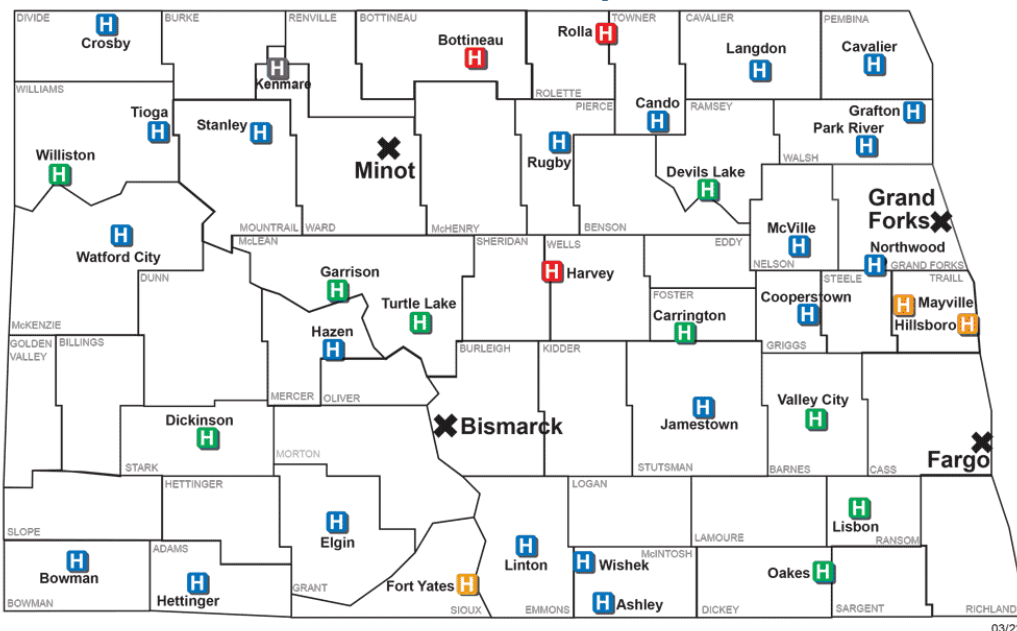 DIVIDE
BURKE
RENVILLE
BOTTINEAU
TOWNER
CAVALIER
PEMBINA
H
Crosby
Bottineau
H
Rolla H
Langdon
H
Cavalier
H
H
Kenmare
WILLIAMS
ROLETTE
PIERCE
RAMSEY
Tioga
H
Stanley H
Cando
H
Grafton H
Park River
H
Minot
H
Rugby
WALSH
Williston
H
Devils Lake
H
Grand
Forks
McVille
H
H
Watford City
MOUNTRAIL
WARD
McHENRY
BENSON
Northwood
H
McLEAN
SHERIDAN
WELLS
EDDY
NELSON
GRAND FORKS
DUNN
Garrison
H
H Harvey
STEELE
TRAILL
Turtle Lake
H
FOSTER
Carrington
H
Cooperstown
H
H Mayville
Hillsboro H
McKENZIE
Hazen
H
GOLDEN
VALLEY
BILLINGS
BURLEIGH
KIDDER
GRIGGS
MERCER
OLIVER
Dickinson
H
Bismarck
H
Jamestown
Valley City
H
MORTON
Fargo
STARK
STUTSMAN
BARNES
CASS
HETTINGER
LOGAN
H
Elgin
H
Lisbon
SLOPE
LAMOURE
RANSOM
H
Bowman
ADAMS
H
Hettinger
H
Linton
McINTOSH
H Wishek
Oakes H
GRANT
Fort Yates H
H Ashley
BOWMAN
SIOUX
EMMONS
DICKEY
SARGENT
RICHLAND